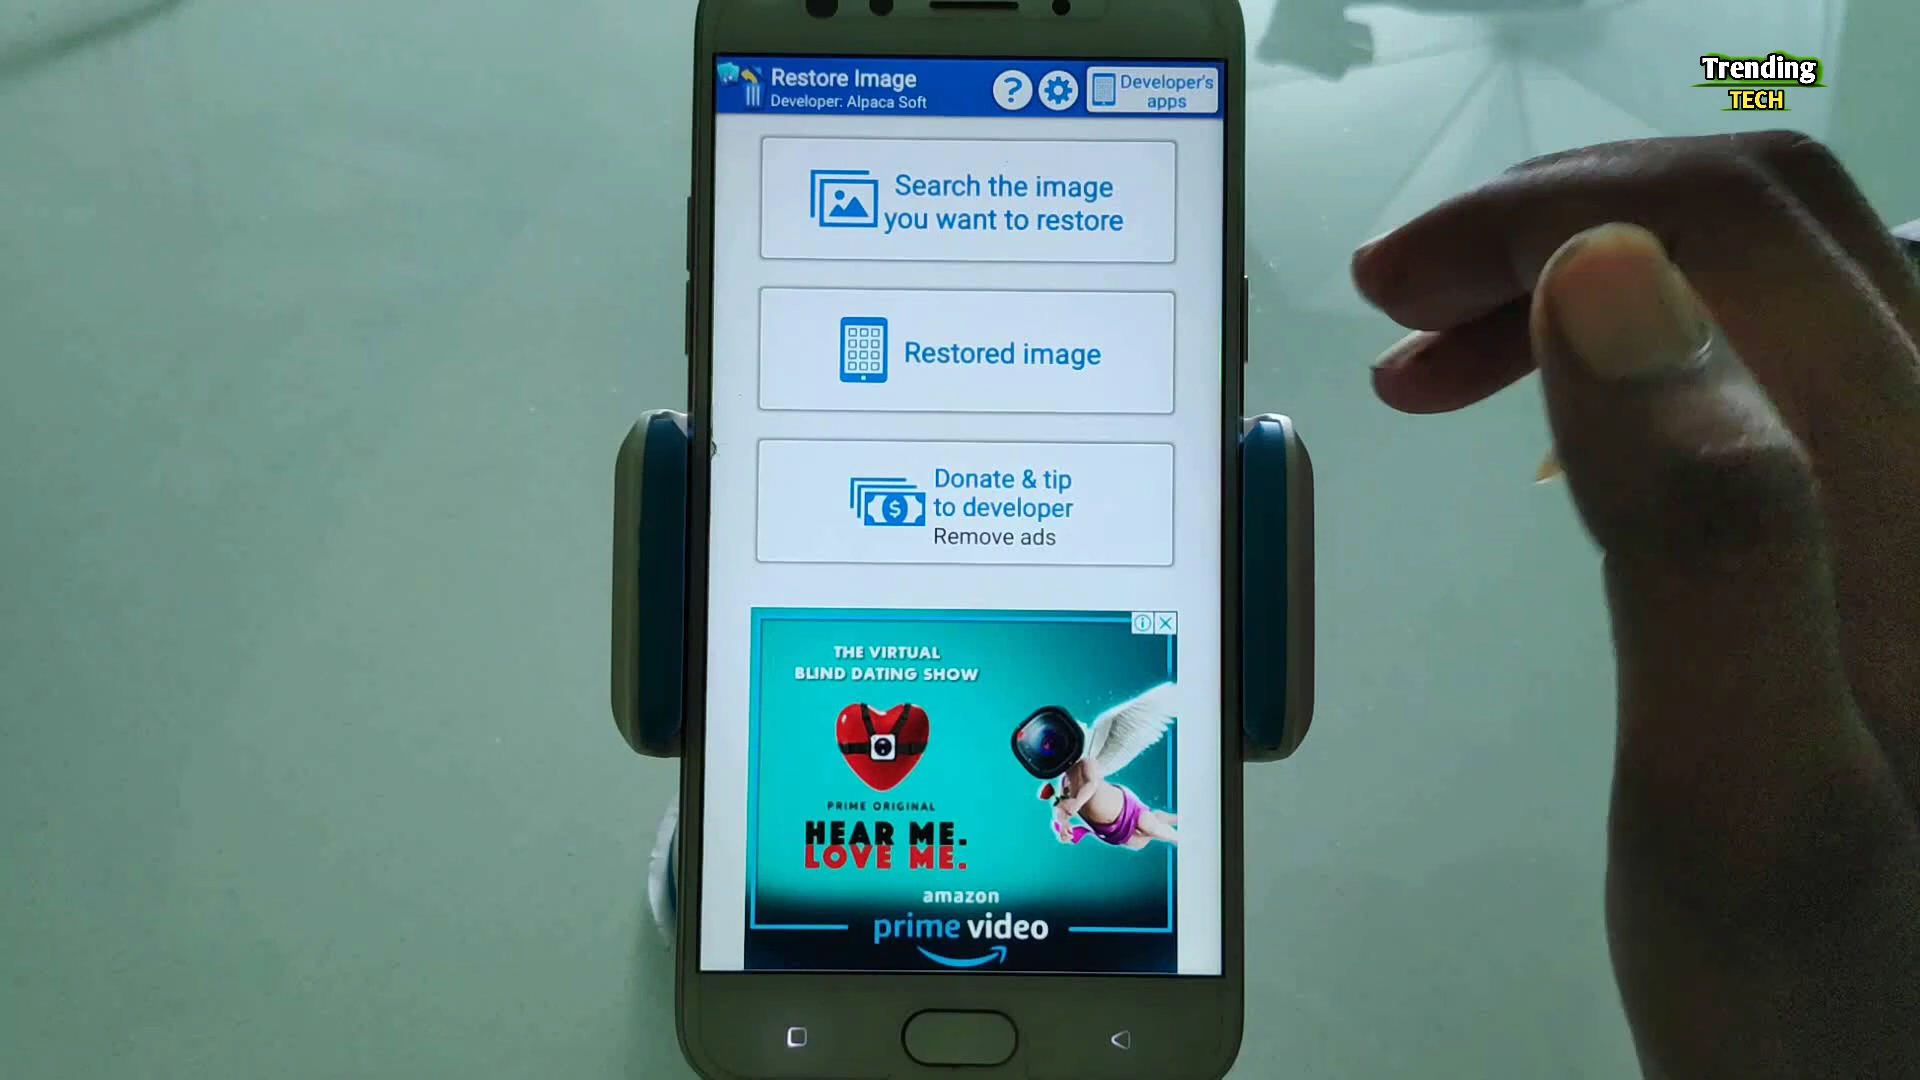 Trending
TECH
Restore Image
Developer: Alpaca Soft
?
Developer's
apps
Search the image
you want to restore
Restored image
Donate & tip
to developer
Remove ads
THE VIRTUAL
BLIND DATING SHOW
PRIME ORIGINAL
HEAR ME.
LOVE ME.
amazon
prime video